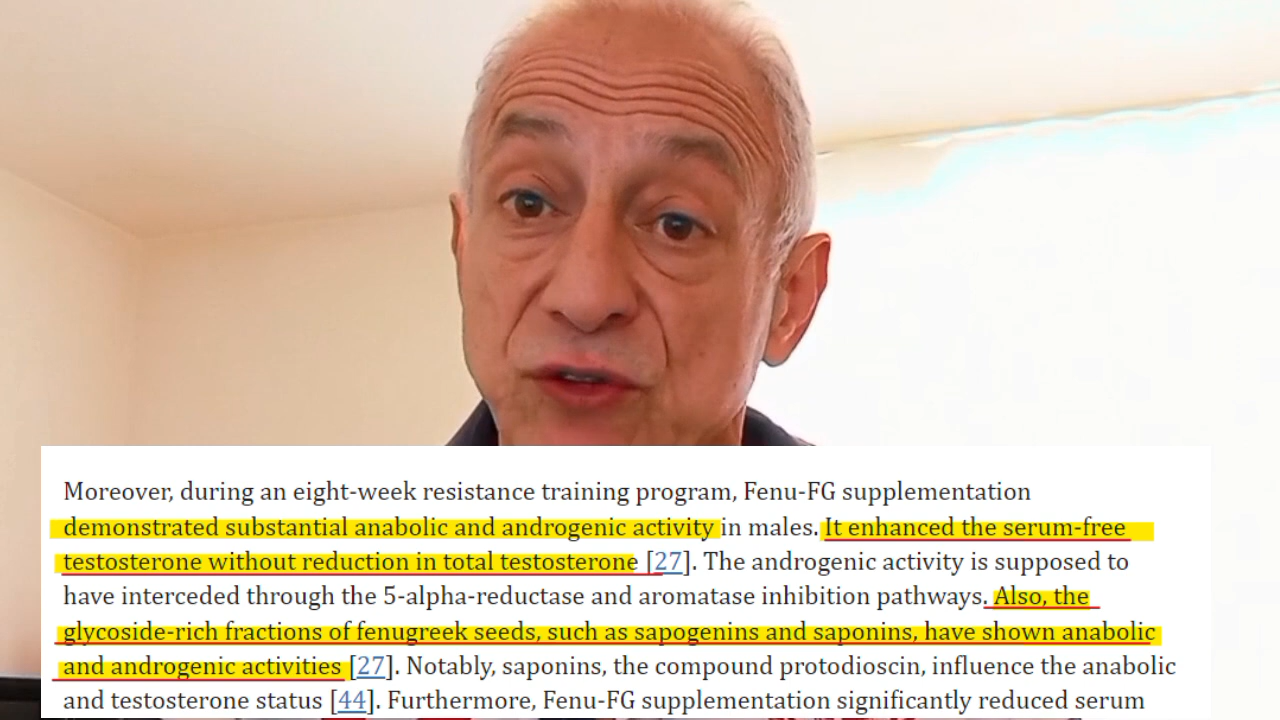 Moreover, during an eight-week resistance training program, Fenu-FG supplementation
demonstrated substantial anabolic and androgenic activity in males. It enhanced the serum-free
testosterone without reduction in total testosterone [27]. The androgenic activity is supposed to
have interceded through the 5-alpha-reductase and aromatase inhibition pathways. Also, the
glycoside-rich fractions of fenugreek seeds, such as sapogenins and saponins, have shown anabolic
and androgenic activities [27]. Notably, saponins, the compound protodioscin, influence the anabolic
and testosterone status [44]. Furthermore, Fenu-FG supplementation significantly reduced serum